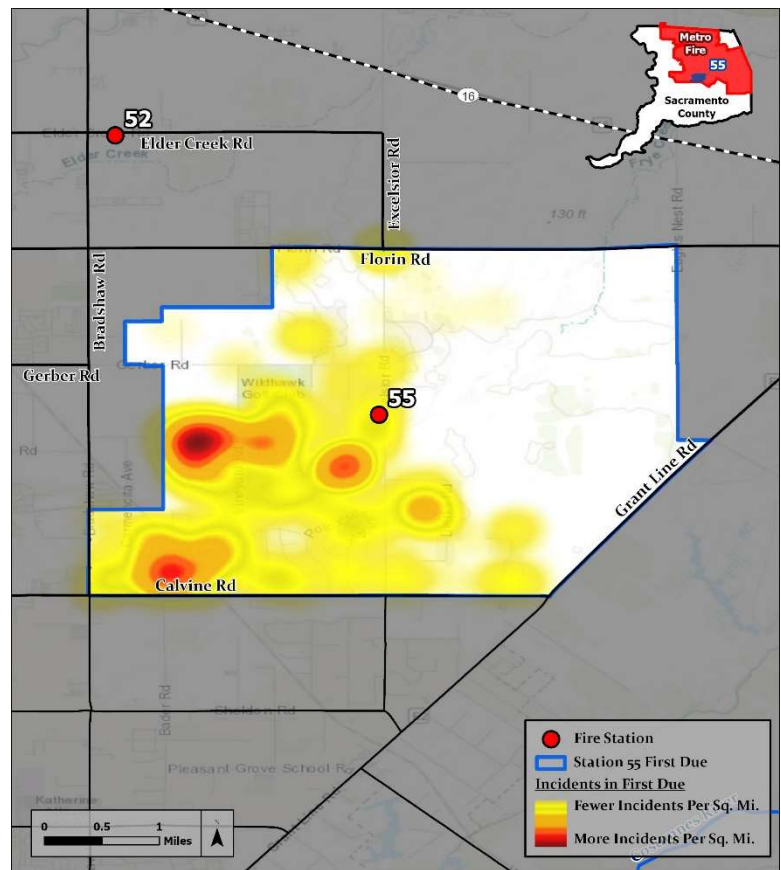 Metro
Fire
55
Sacramento
County
16
52
Elder Creek Rd
Elder Creek
Excelsior Rd
130 ft
Florin Rd
Bradshaw Rd
Gerber Rd
Gerber Rd
Wildhawk
55
Rd
Grant Line Rd
Calvine Rd
Bader Rd
Sheldon Rd
Pleasant Grove School R
Katherine
Fire Station
Station 55 First Due
Incidents in First Due
Fewer Incidents Per Sq. Mi.
More Incidents Per Sq. Mi.
0 0.5 1
Miles